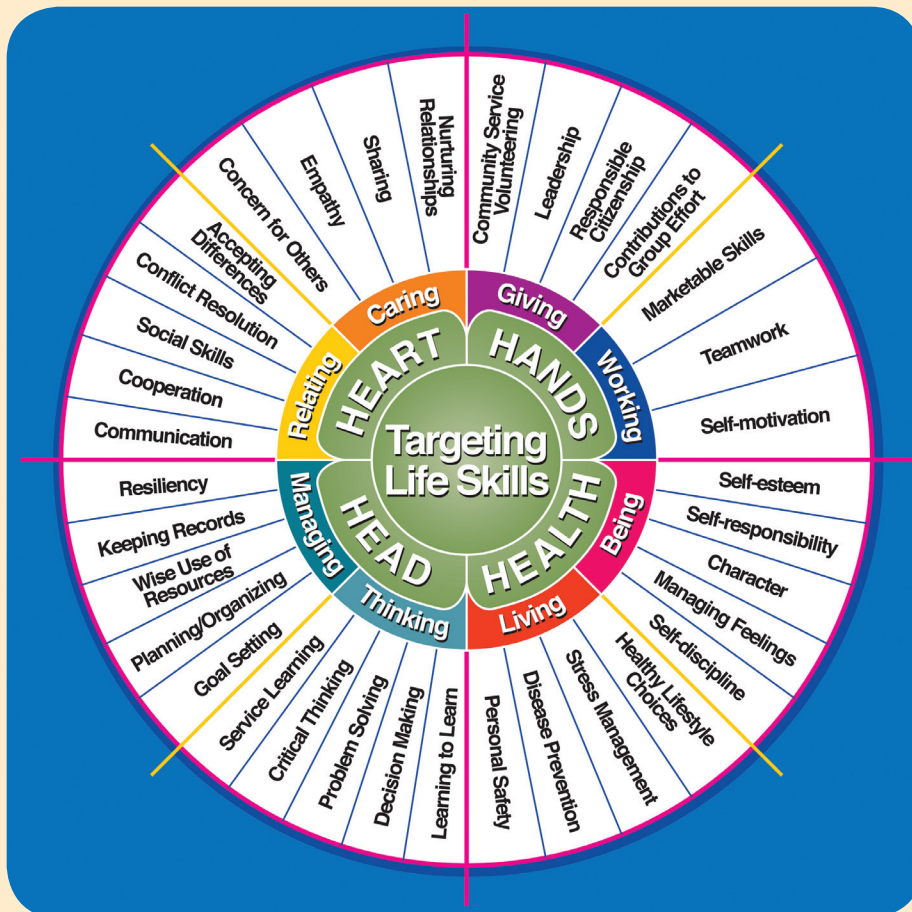 Targeting
Life Skills
HEART
HANDS
HEALTH
HEAD
Caring
Giving
Working
Being
Living
Thinking
Managing
Relating
Nurturing
Relationships
Sharing
Empathy
Concern for Others
Accepting
Differences
Conflict Resolution
Social Skills
Cooperation
Communication
Community Service
Volunteering
Leadership
Responsible
Citizenship
Contributions to
Group Effort
Marketable Skills
Teamwork
Self-motivation
Self-esteem
Self-responsibility
Character
Managing Feelings
Self-discipline
Healthy Lifestyle
Choices
Stress Management
Disease Prevention
Personal Safety
Learning to Learn
Decision Making
Problem Solving
Critical Thinking
Service Learning
Goal Setting
Planning/Organizing
Wise Use of
Resources
Keeping Records
Resiliency